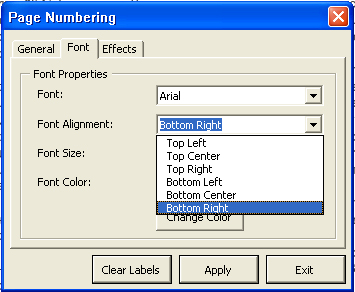 Page Numbering
General Font Effects
Font Properties
Font: Arial
Font Alignment: Bottom Right
Top Left
Top Center
Font Size: Top Right
Bottom Left
Font Color: Bottom Center
Bottom Right
Change Color
Clear Labels Apply Exit